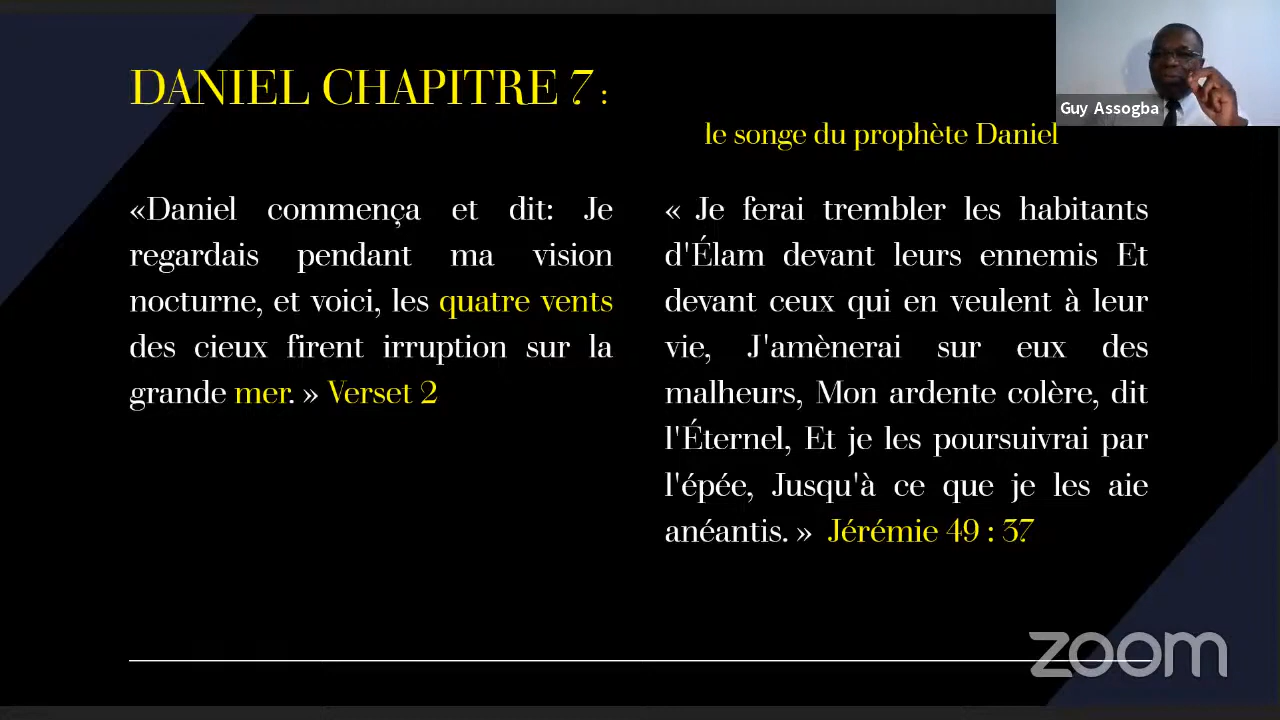 DANIEL CHAPITRE 7 :
Guy Assogba
le songe du prophète Daniel
«Daniel commença et dit: Je
regardais pendant ma vision
nocturne, et voici, les quatre vents
des cieux firent irruption sur la
grande mer. » Verset 2
« Je ferai trembler les habitants
d'Élam devant leurs ennemis Et
devant ceux qui en veulent à leur
vie, J'amènerai sur eux des
malheurs, Mon ardente colère, dit
l'Éternel, Et je les poursuivrai par
l'épée, Jusqu'à ce que je les aie
anéantis. » Jérémie 49 : 37
zoom